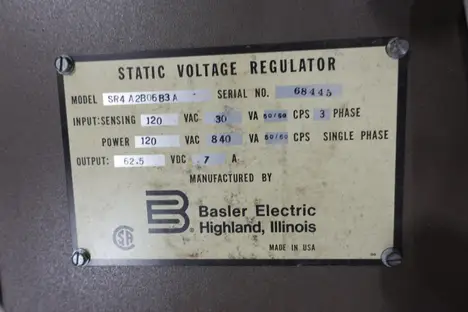 STATIC VOLTAGE REGULATOR
MODEL SR4A2B06B3A SERIAL NO. 68445
INPUT: SENSING 120 VAC 30 VA 50/60 CPS 3 PHASE
POWER 120 VAC 840 VA 50/60 CPS SINGLE PHASE
OUTPUT: 62.5 VDC 7 A.
MANUFACTURED BY
Basler Electric
Highland, Illinois
MADE IN USA